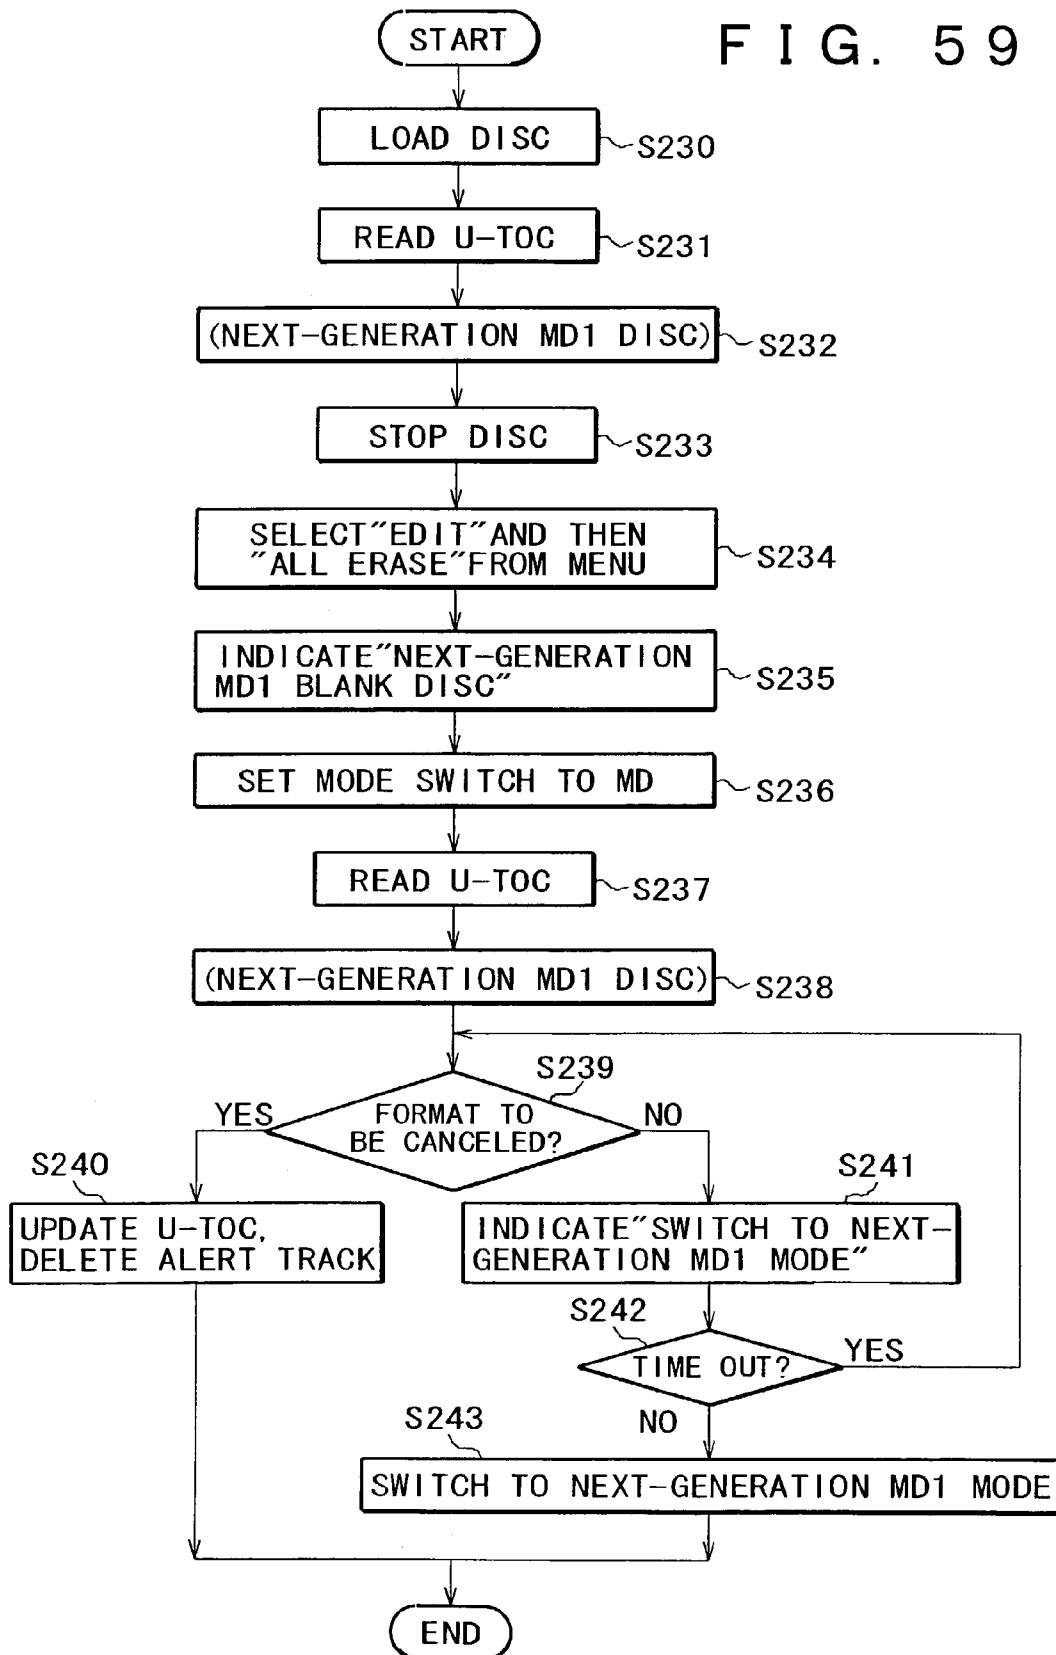 START
FIG. 59
LOAD DISC
S230
READ U-TOC
S231
(NEXT-GENERATION MD1 DISC)
S232
STOP DISC
S233
SELECT"EDIT"AND THEN
"ALL ERASE"FROM MENU
S234
INDICATE"NEXT-GENERATION
MD1 BLANK DISC"
S235
SET MODE SWITCH TO MD
S236
READ U-TOC
S237
(NEXT-GENERATION MD1 DISC)
S238
S239
FORMAT TO
BE CANCELED?
YES
NO
S240
UPDATE U-TOC,
DELETE ALERT TRACK
S241
INDICATE"SWITCH TO NEXT-
GENERATION MD1 MODE"
S242
TIME OUT?
YES
NO
S243
SWITCH TO NEXT-GENERATION MD1 MODE
END